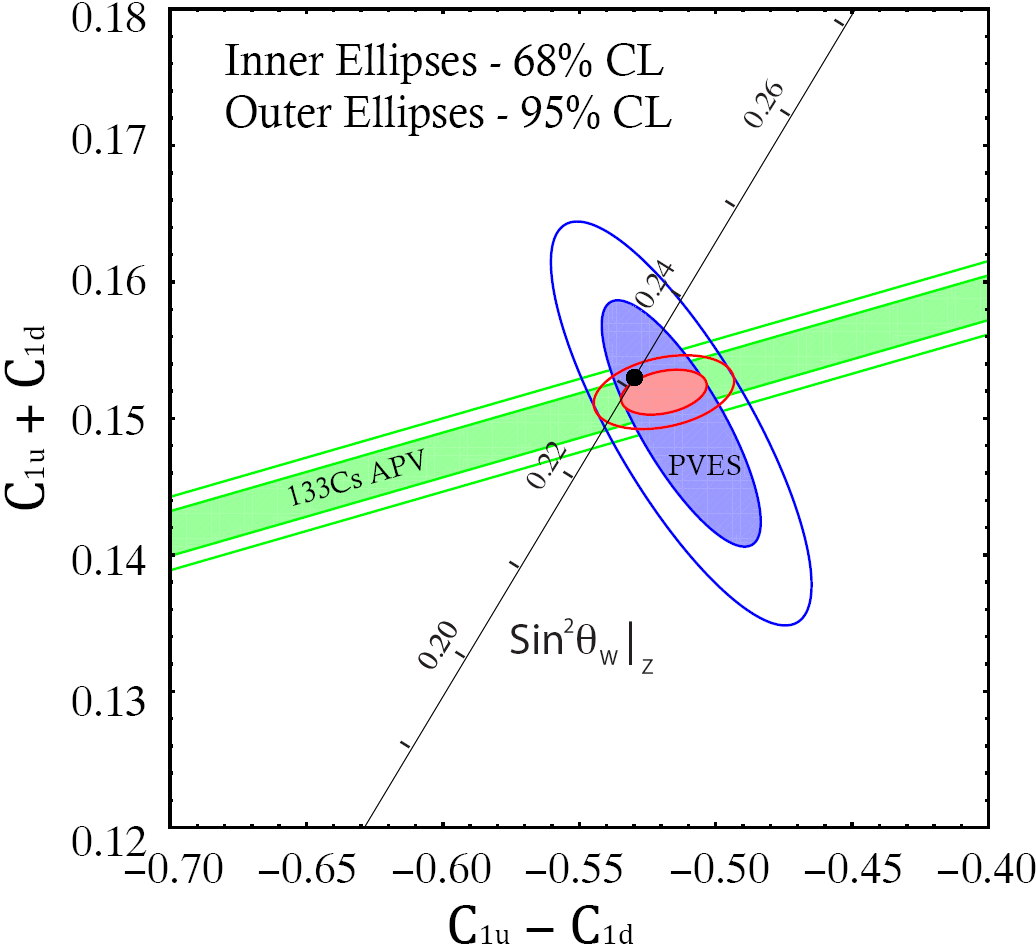 Inner Ellipses - 68% CL
Outer Ellipses - 95% CL
0.18
0.17
0.16
0.15
0.14
0.13
0.12
C1u + C1d
0.26
0.24
0.22
0.20
133Cs APV
PVES
Sin²θW|Z
−0.70 −0.65 −0.60 −0.55 −0.50 −0.45 −0.40
C1u − C1d